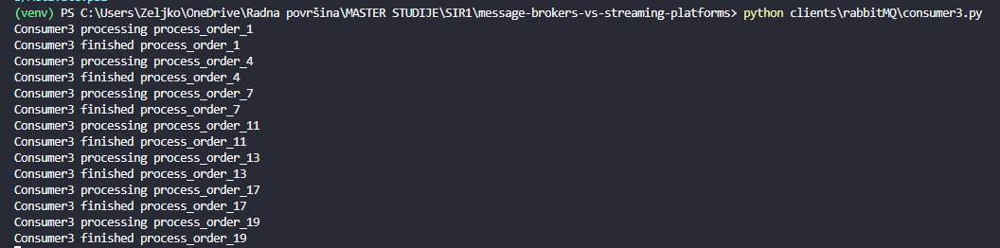 (venv) PS C:\Users\Zeljko\OneDrive\Radna površina\MASTER STUDIJE\SIR1\message-brokers-vs-streaming-platforms> python clients\rabbitMQ\consumer3.py
Consumer3 processing process_order_1
Consumer3 finished process_order_1
Consumer3 processing process_order_4
Consumer3 finished process_order_4
Consumer3 processing process_order_7
Consumer3 finished process_order_7
Consumer3 processing process_order_11
Consumer3 finished process_order_11
Consumer3 processing process_order_13
Consumer3 finished process_order_13
Consumer3 processing process_order_17
Consumer3 finished process_order_17
Consumer3 processing process_order_19
Consumer3 finished process_order_19